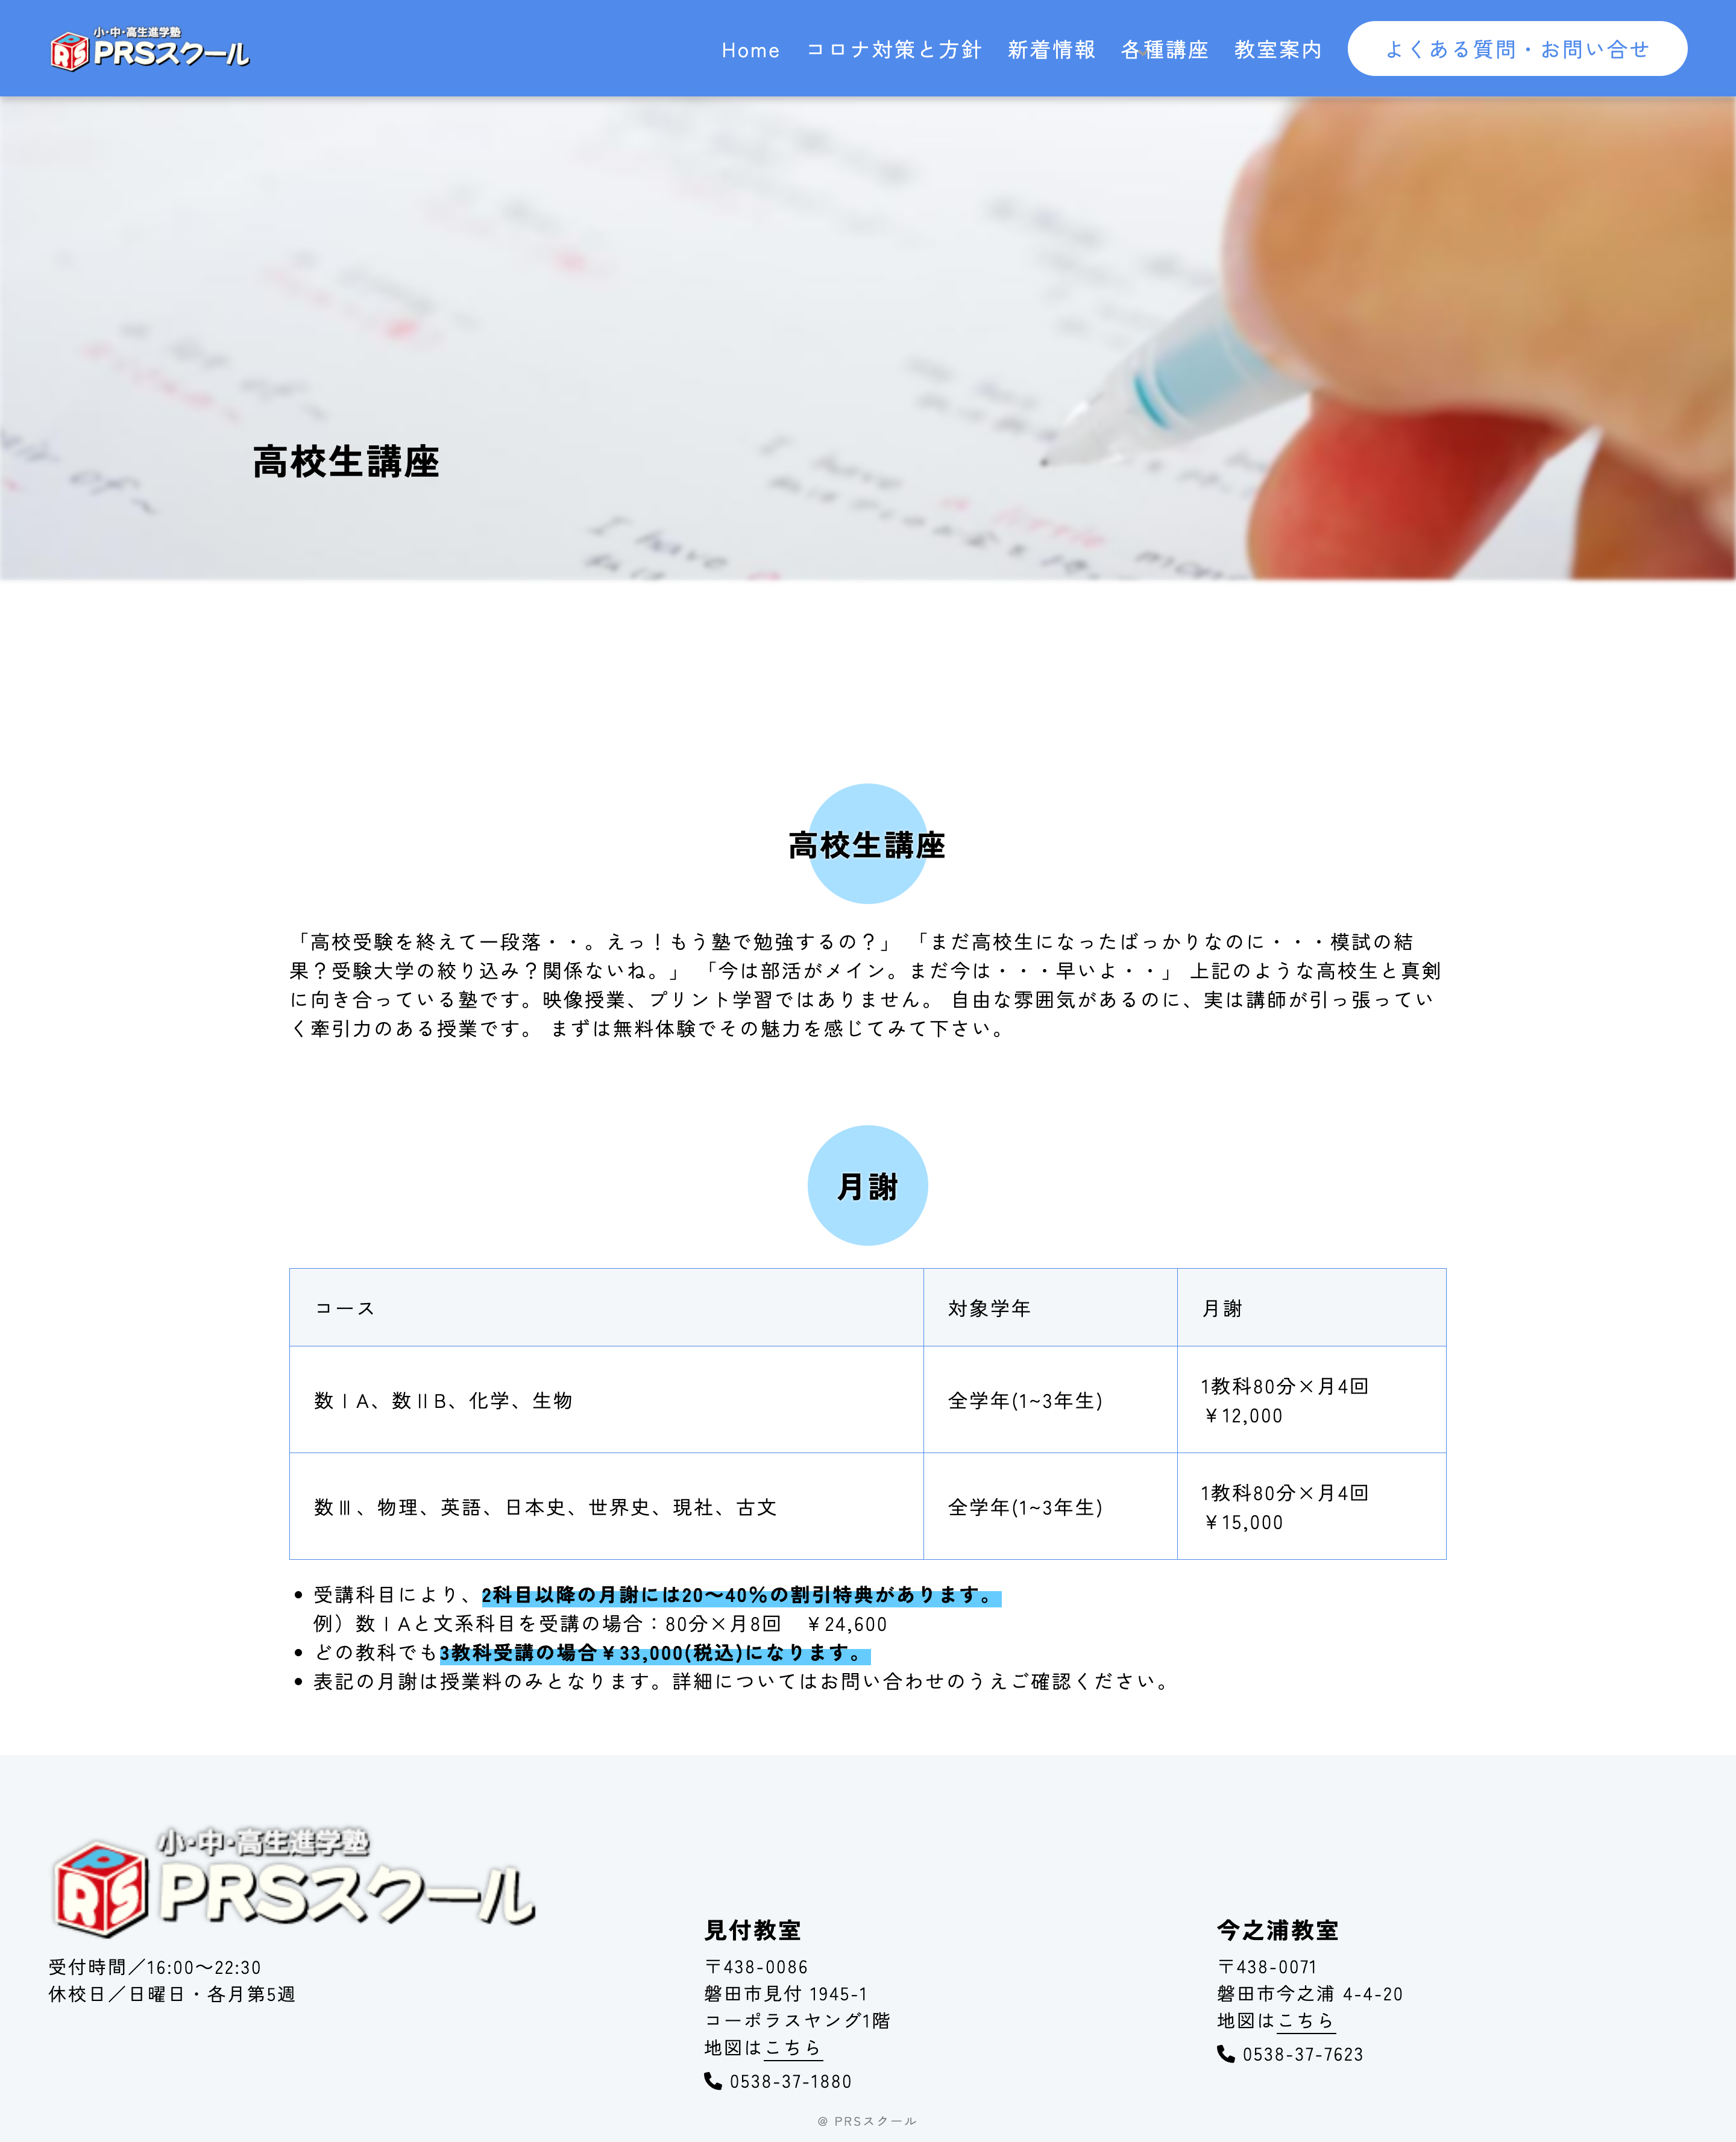 小・中・高生進学塾
PRSスクール
Home コロナ対策と方針 新着情報 各種講座 教室案内 よくある質問・お問い合せ
I have
I have a little
高校生講座
高校生講座
「高校受験を終えて一段落・・。えっ！もう塾で勉強するの？」 「まだ高校生になったばっかりなのに・・・模試の結
果？受験大学の絞り込み？関係ないね。」 「今は部活がメイン。まだ今は・・・早いよ・・」 上記のような高校生と真剣
に向き合っている塾です。映像授業、プリント学習ではありません。 自由な雰囲気があるのに、実は講師が引っ張ってい
く牽引力のある授業です。 まずは無料体験でその魅力を感じてみて下さい。
月謝
コース 対象学年 月謝
数ⅠA、数ⅡB、化学、生物 全学年(1~3年生) 1教科80分×月4回
￥12,000
数Ⅲ、物理、英語、日本史、世界史、現社、古文 全学年(1~3年生) 1教科80分×月4回
￥15,000
受講科目により、2科目以降の月謝には20〜40％の割引特典があります。
例）数ⅠAと文系科目を受講の場合：80分×月8回　￥24,600
どの教科でも3教科受講の場合￥33,000(税込)になります。
表記の月謝は授業料のみとなります。詳細についてはお問い合わせのうえご確認ください。
小・中・高生進学塾
PRSスクール
受付時間／16:00〜22:30
休校日／日曜日・各月第5週
見付教室
〒438-0086
磐田市見付 1945-1
コーポラスヤング1階
地図はこちら
0538-37-1880
今之浦教室
〒438-0071
磐田市今之浦 4-4-20
地図はこちら
0538-37-7623
@ PRSスクール